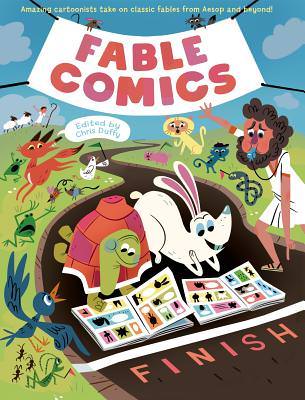 Amazing cartoonists take on classic fables from Aesop and beyond!
FABLE
COMICS
Edited by
Chris Duffy
FINISH